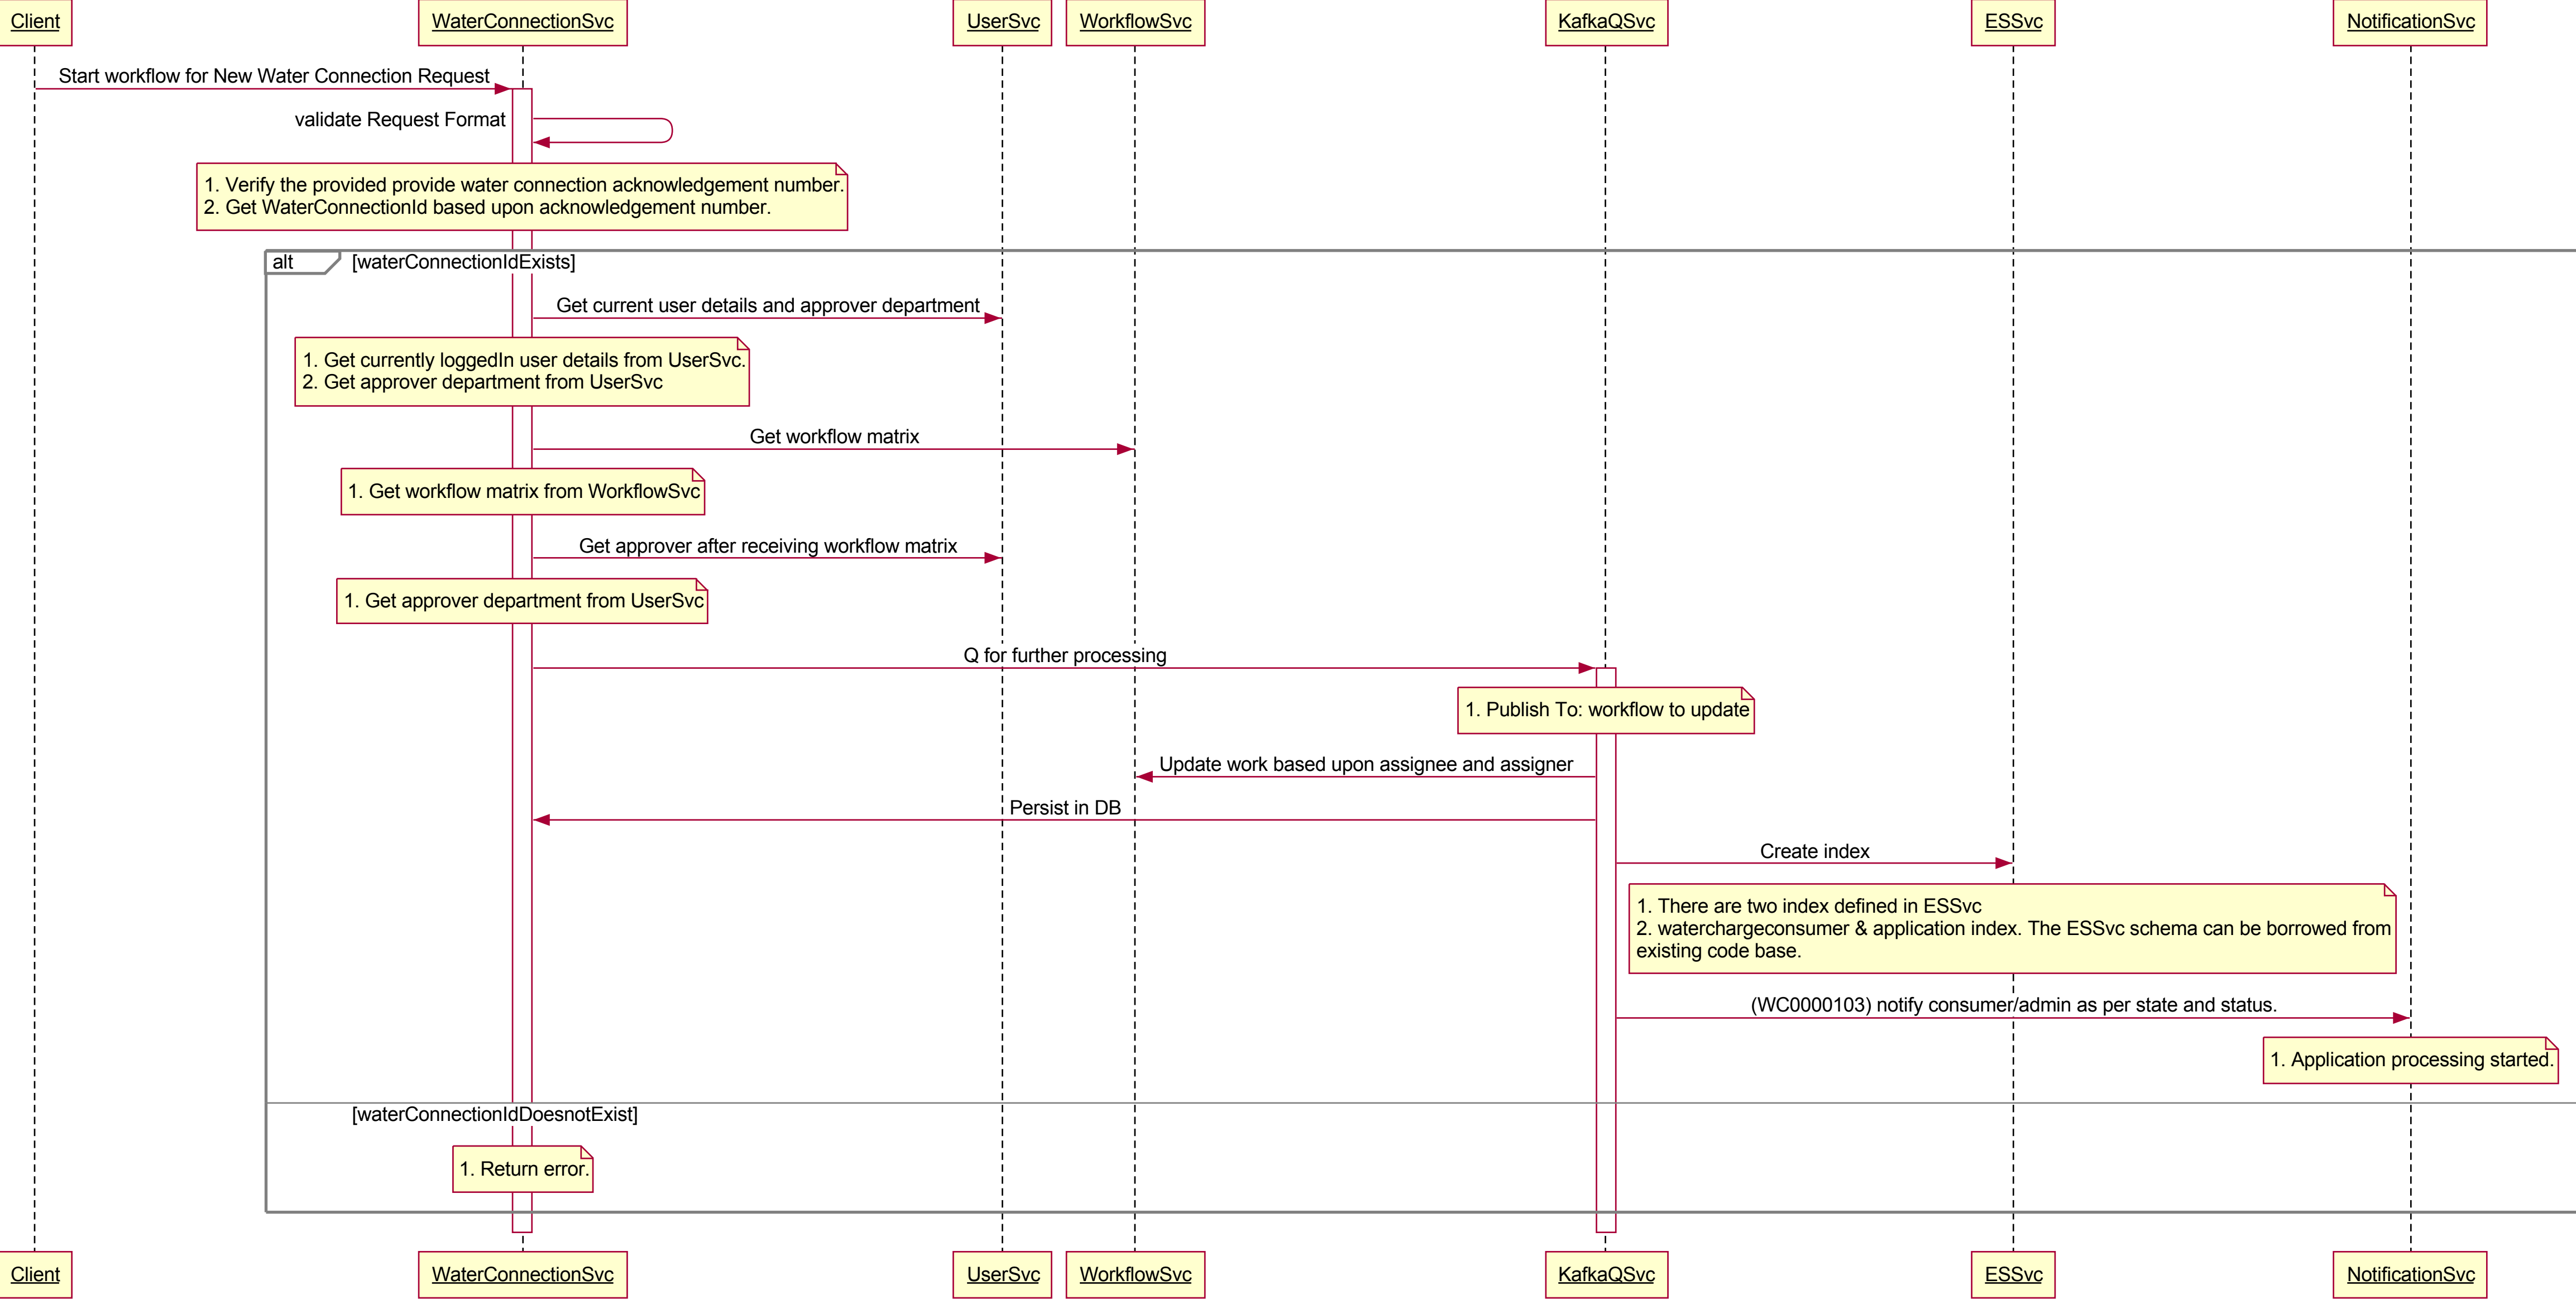 Client
WaterConnectionSvc
UserSvc
WorkflowSvc
KafkaQSvc
ESSvc
NotificationSvc
Start workflow for New Water Connection Request
validate Request Format
1. Verify the provided provide water connection acknowledgement number.
2. Get WaterConnectionId based upon acknowledgement number.
alt
[waterConnectionIdExists]
Get current user details and approver department
1. Get currently loggedIn user details from UserSvc.
2. Get approver department from UserSvc
Get workflow matrix
1. Get workflow matrix from WorkflowSvc
Get approver after receiving workflow matrix
1. Get approver department from UserSvc
Q for further processing
1. Publish To: workflow to update
Update work based upon assignee and assigner
Persist in DB
Create index
1. There are two index defined in ESSvc
2. waterchargeconsumer & application index. The ESSvc schema can be borrowed from
existing code base.
(WC0000103) notify consumer/admin as per state and status.
1. Application processing started.
[waterConnectionIdDoesnotExist]
1. Return error.
Client
WaterConnectionSvc
UserSvc
WorkflowSvc
KafkaQSvc
ESSvc
NotificationSvc